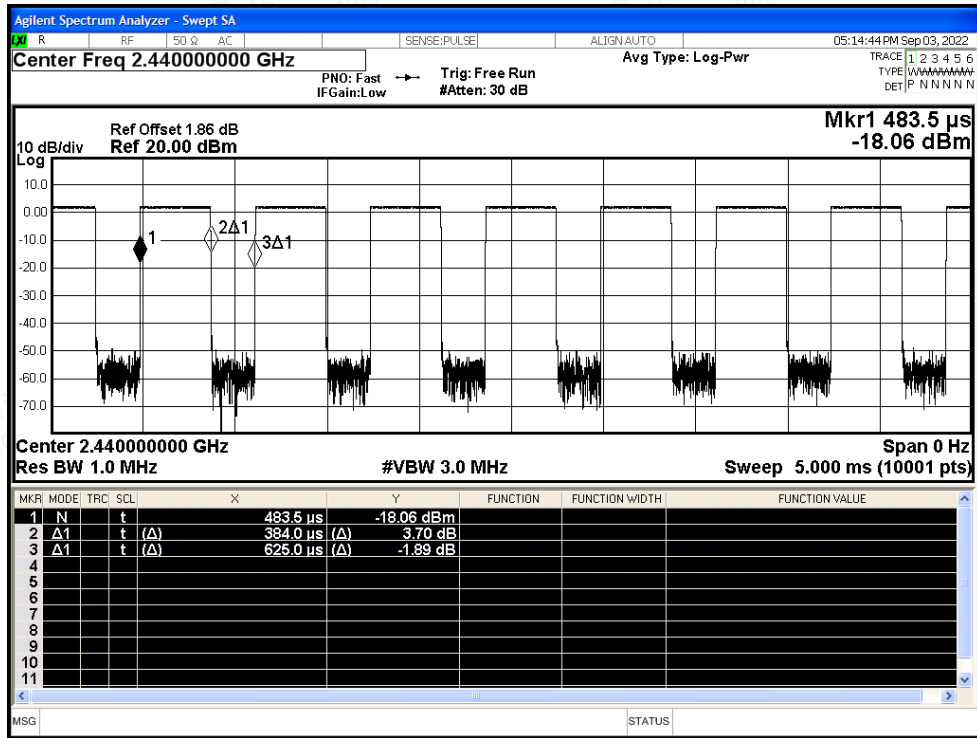 Agilent Spectrum Analyzer - Swept SA
LXI R RF 50 Ω AC SENSE:PULSE ALIGN AUTO 05:14:44 PM Sep 03, 2022
Center Freq 2.440000000 GHz
PNO: Fast
IFGain:Low
Trig: Free Run
#Atten: 30 dB
Avg Type: Log-Pwr
TRACE 1 2 3 4 5 6
TYPE WWWWWW
DET P N N N N N
Ref Offset 1.86 dB
Mkr1 483.5 µs
10 dB/div Ref 20.00 dBm
-18.06 dBm
Log
10.0
0.00
-10.0
-20.0
-30.0
-40.0
-50.0
-60.0
-70.0
1
2Δ1
3Δ1
Center 2.440000000 GHz Span 0 Hz
Res BW 1.0 MHz #VBW 3.0 MHz Sweep 5.000 ms (10001 pts)
MKR MODE TRC SCL X Y FUNCTION FUNCTION WIDTH FUNCTION VALUE
1 N t 483.5 µs -18.06 dBm
2 Δ1 t (Δ) 384.0 µs (Δ) 3.70 dB
3 Δ1 t (Δ) 625.0 µs (Δ) -1.89 dB
4
5
6
7
8
9
10
11
MSG STATUS